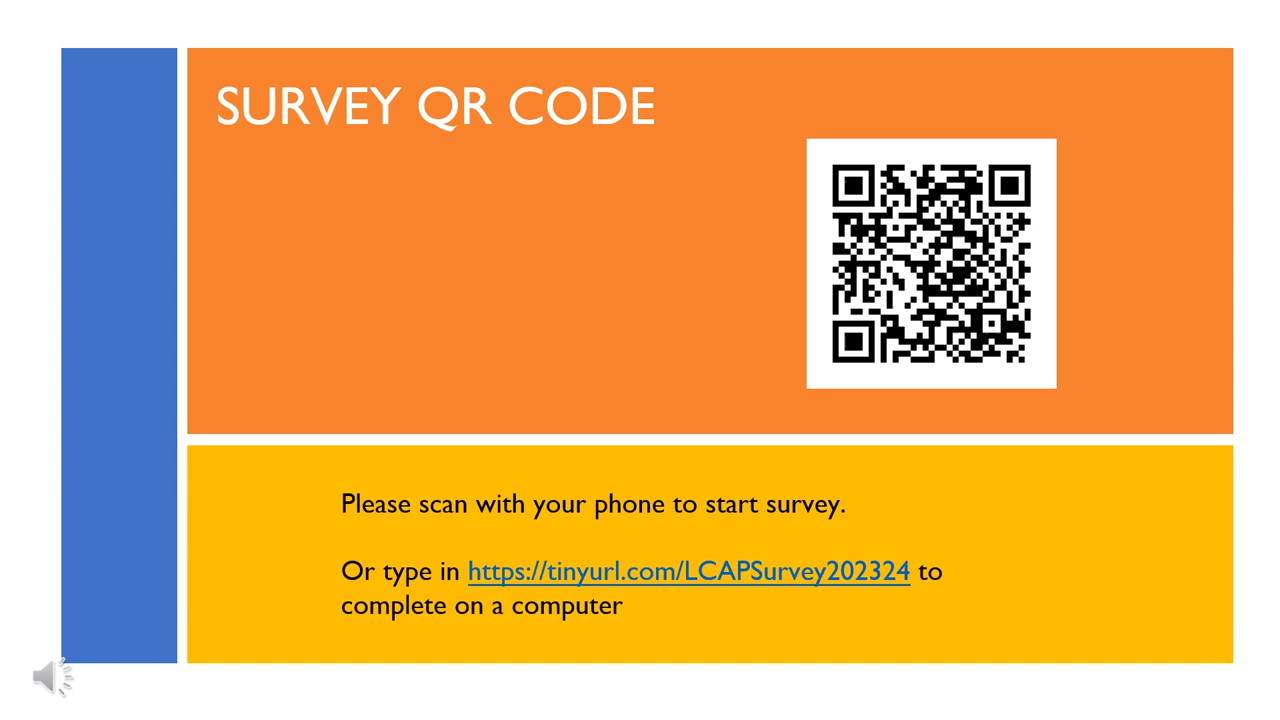 SURVEY QR CODE
Please scan with your phone to start survey.
Or type in https://tinyurl.com/LCAPSurvey202324 to
complete on a computer